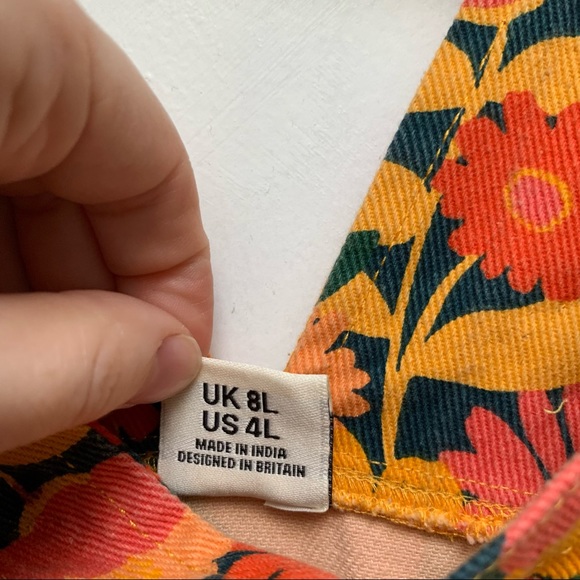 UK 8L
US 4L
MADE IN INDIA
DESIGNED IN BRITAIN